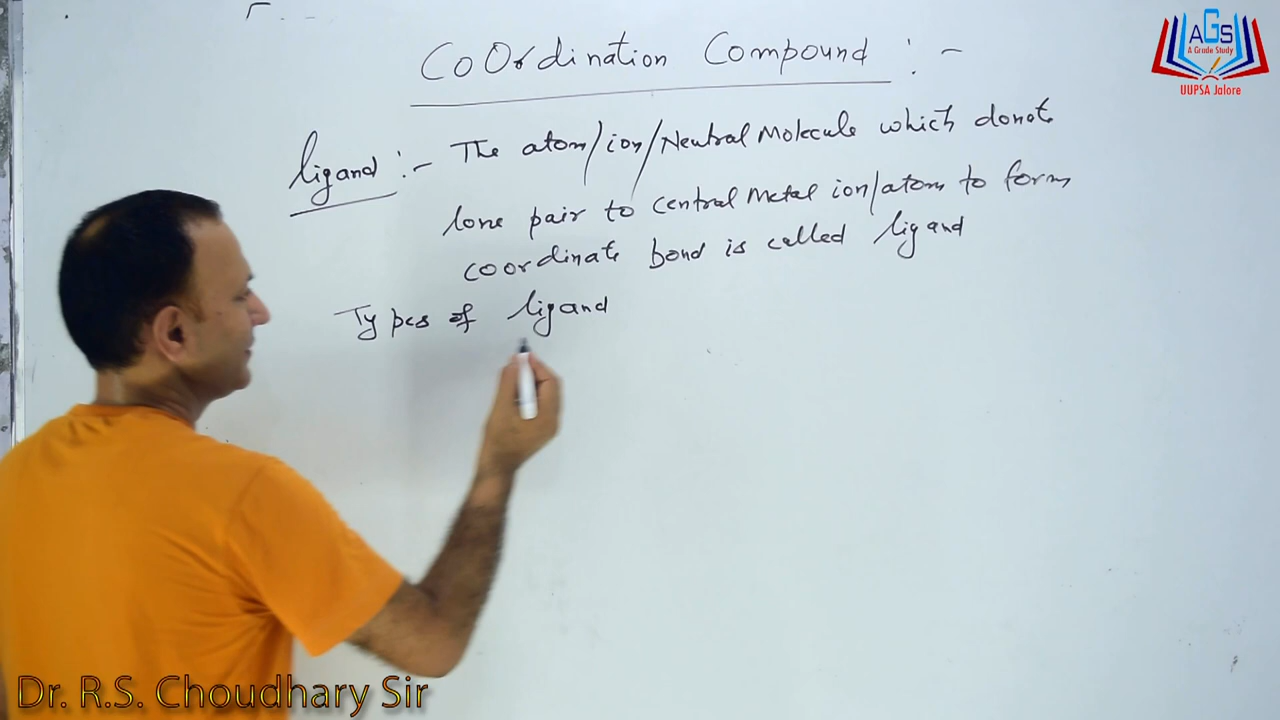 CoOrdination Compound :-
AGS
A Grade Study
UUPSA Jalore
ligand :- The atom/ion/Neutral Molecule which donate
lone pair to central Metal ion/atom to form
coordinate bond is called ligand
Types of ligand
Dr. R.S. Choudhary Sir